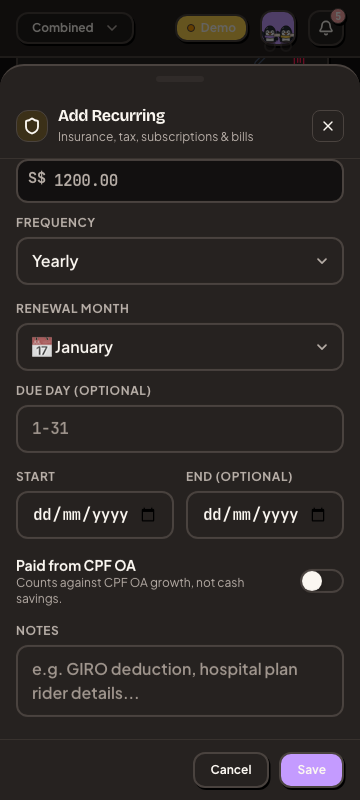 Combined
Demo
5
Add Recurring
Insurance, tax, subscriptions & bills
S$ 1200.00
FREQUENCY
Yearly
RENEWAL MONTH
17 January
DUE DAY (OPTIONAL)
1-31
START
END (OPTIONAL)
dd/mm/yyyy
dd/mm/yyyy
Paid from CPF OA
Counts against CPF OA growth, not cash
savings.
NOTES
e.g. GIRO deduction, hospital plan
rider details...
Cancel
Save